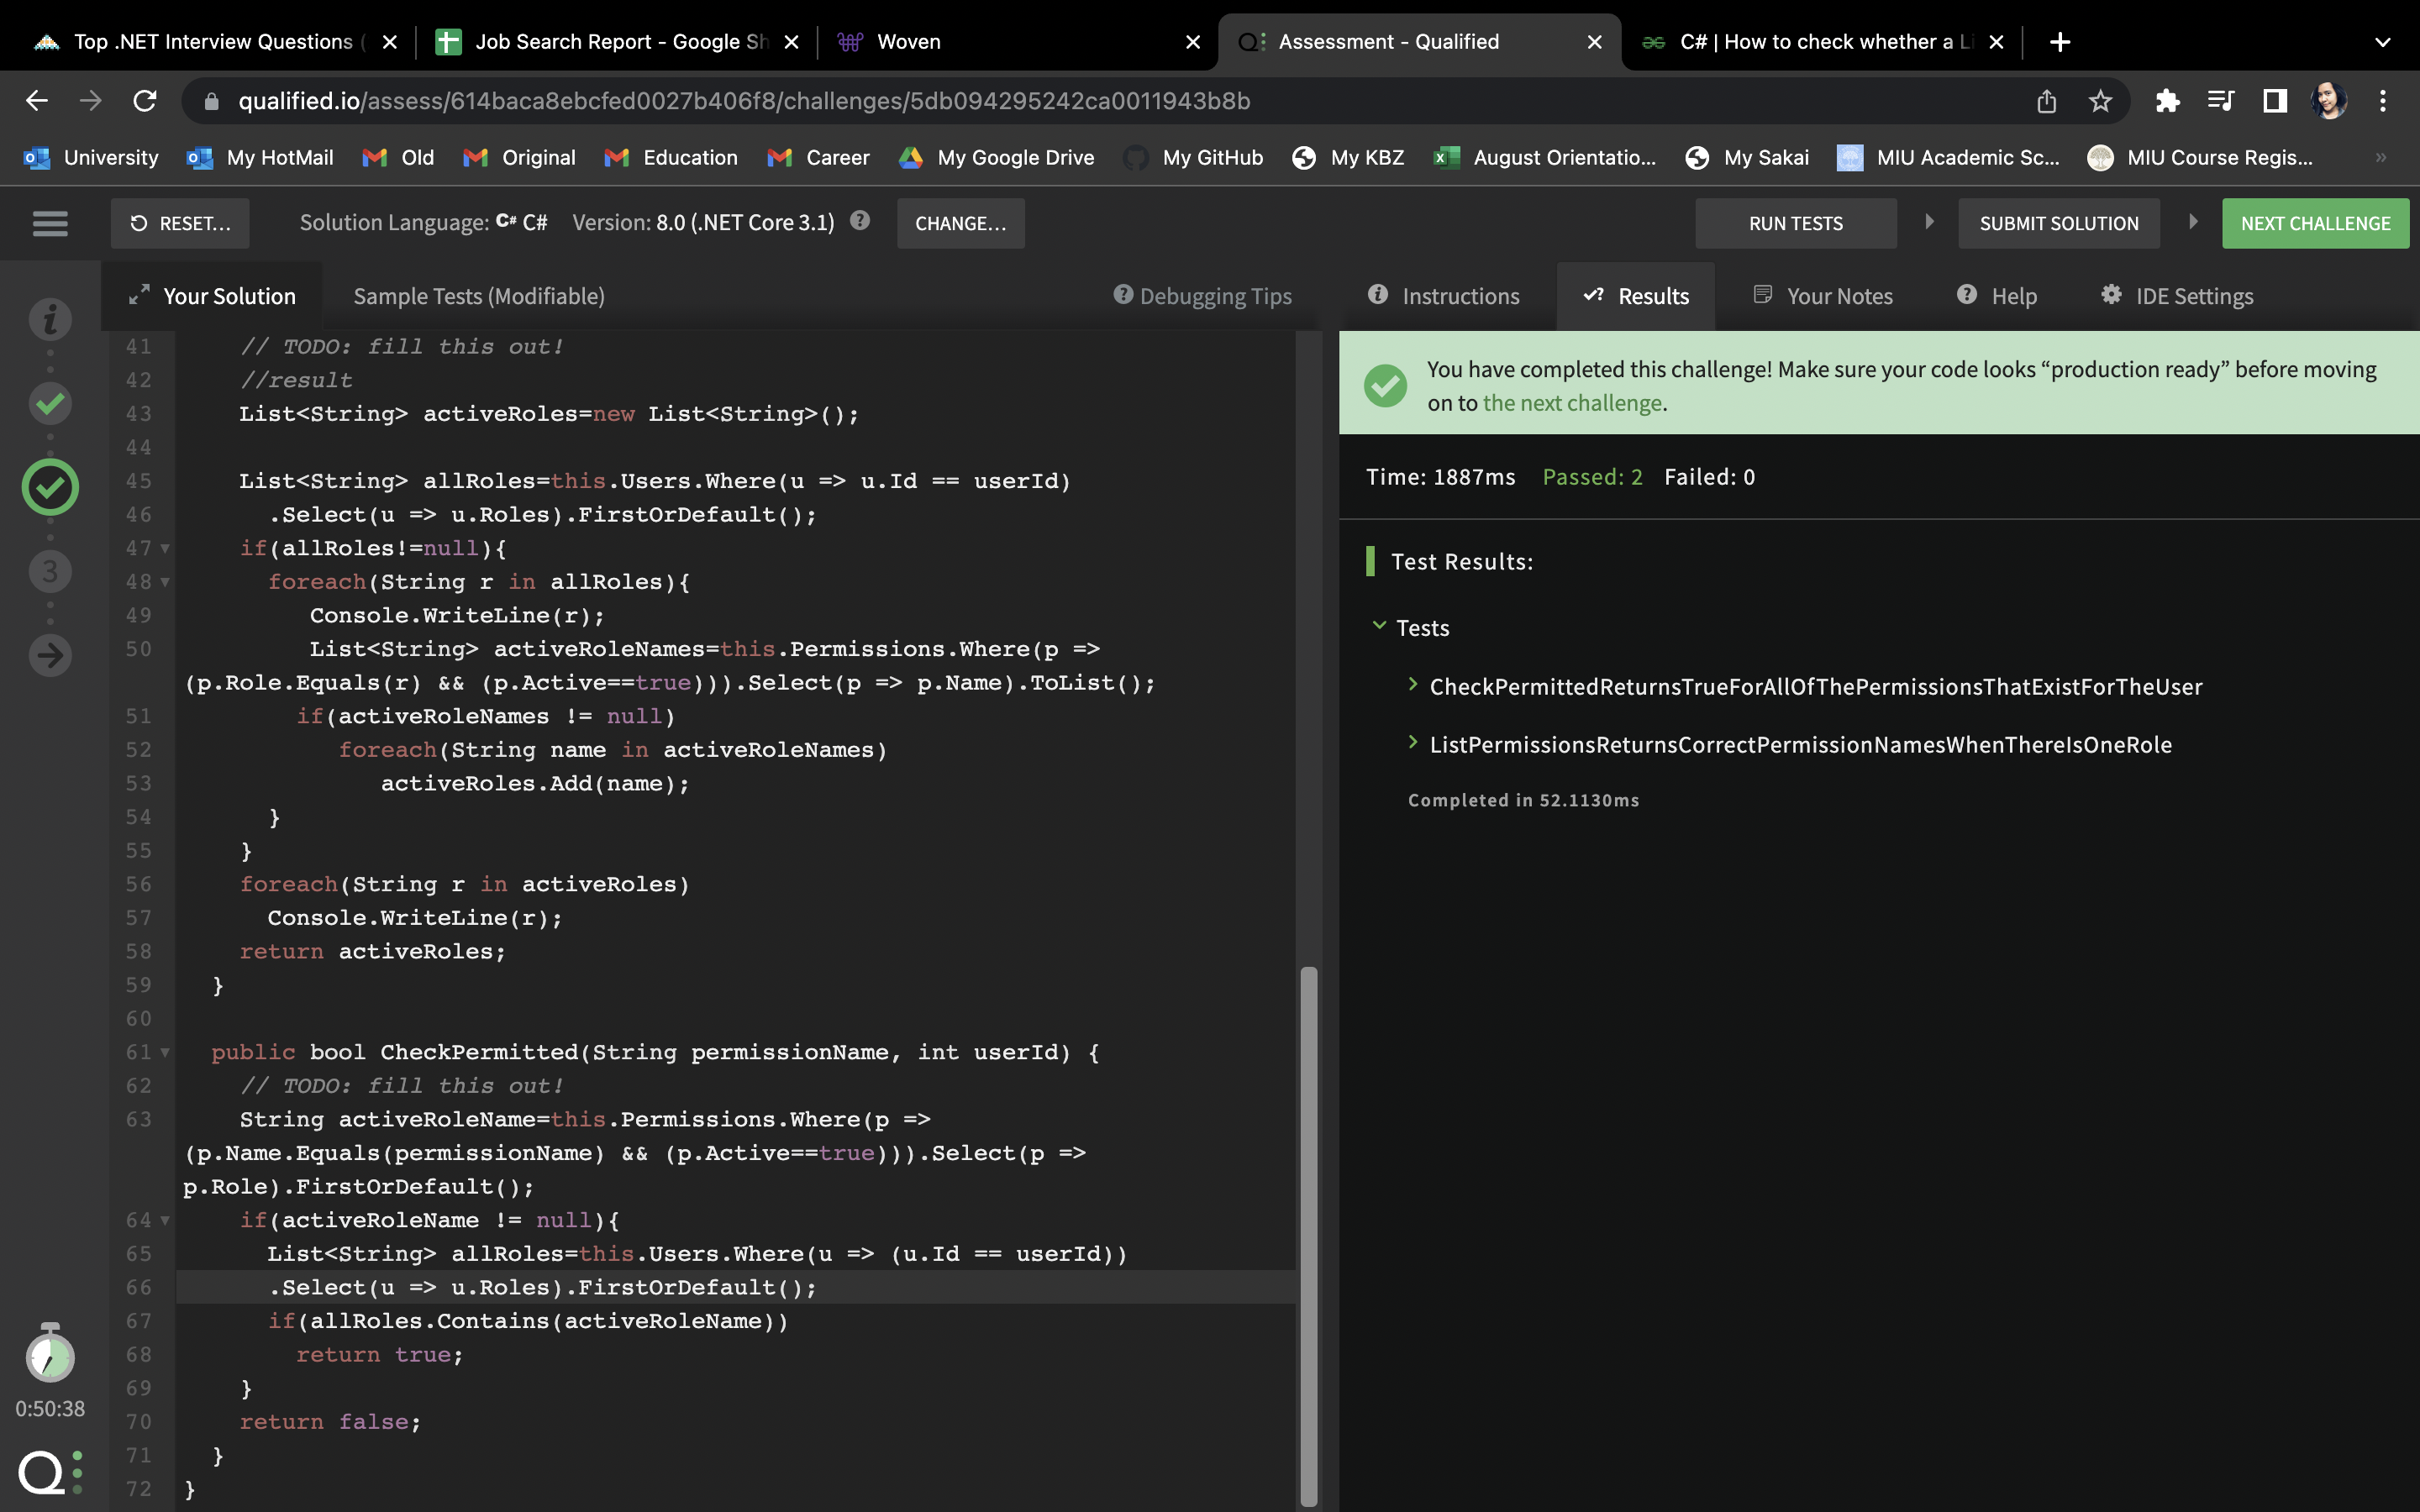 Top .NET Interview Questions (
Job Search Report - Google Sh
Woven
Assessment - Qualified
C# | How to check whether a Li
qualified.io/assess/614baca8ebcfed0027b406f8/challenges/5db094295242ca0011943b8b
University My HotMail Old Original Education Career My Google Drive My GitHub My KBZ August Orientatio... My Sakai MIU Academic Sc... MIU Course Regis... »
RESET... Solution Language: C# C# Version: 8.0 (.NET Core 3.1) ? CHANGE... RUN TESTS SUBMIT SOLUTION NEXT CHALLENGE
Your Solution Sample Tests (Modifiable) ? Debugging Tips
41 // TODO: fill this out!
42 //result
43 List<String> activeRoles=new List<String>();
44
45 List<String> allRoles=this.Users.Where(u => u.Id == userId)
46 .Select(u => u.Roles).FirstOrDefault();
47 if(allRoles!=null){
48 foreach(String r in allRoles){
49 Console.WriteLine(r);
50 List<String> activeRoleNames=this.Permissions.Where(p =>
(p.Role.Equals(r) && (p.Active==true))).Select(p => p.Name).ToList();
51 if(activeRoleNames != null)
52 foreach(String name in activeRoleNames)
53 activeRoles.Add(name);
54 }
55 }
56 foreach(String r in activeRoles)
57 Console.WriteLine(r);
58 return activeRoles;
59 }
60
61 public bool CheckPermitted(String permissionName, int userId) {
62 // TODO: fill this out!
63 String activeRoleName=this.Permissions.Where(p =>
(p.Name.Equals(permissionName) && (p.Active==true))).Select(p =>
p.Role).FirstOrDefault();
64 if(activeRoleName != null){
65 List<String> allRoles=this.Users.Where(u => (u.Id == userId))
66 .Select(u => u.Roles).FirstOrDefault();
67 if(allRoles.Contains(activeRoleName))
68 return true;
69 }
70 return false;
71 }
72 }
i
3
0:50:38
Q:
Instructions Results Your Notes ? Help IDE Settings
You have completed this challenge! Make sure your code looks “production ready” before moving
on to the next challenge.
Time: 1887ms Passed: 2 Failed: 0
Test Results:
Tests
CheckPermittedReturnsTrueForAllOfThePermissionsThatExistForTheUser
ListPermissionsReturnsCorrectPermissionNamesWhenThereIsOneRole
Completed in 52.1130ms